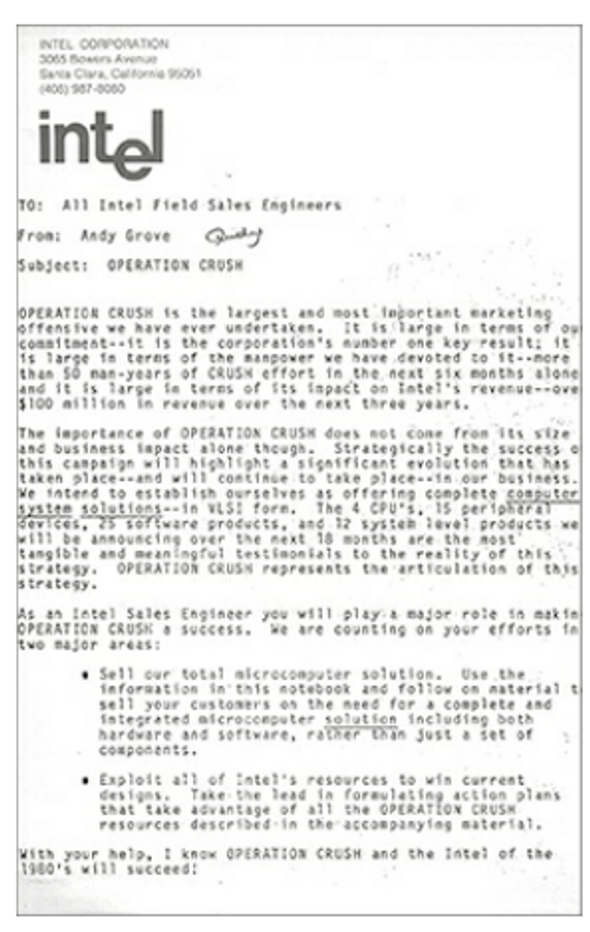 INTEL CORPORATION
3065 Bowers Avenue
Santa Clara, California 95051
(408) 987-8080
intel
TO: All Intel Field Sales Engineers
From: Andy Grove Andy
Subject: OPERATION CRUSH
OPERATION CRUSH is the largest and most important marketing
offensive we have ever undertaken. It is large in terms of ou
commitment--it is the corporation's number one key result; it
is large in terms of the manpower we have devoted to it--more
than 50 man-years of CRUSH effort in the next six months alone
and it is large in terms of its impact on Intel's revenue--ove
$100 million in revenue over the next three years.
The importance of OPERATION CRUSH does not come from its size
and business impact alone though. Strategically the success o
this campaign will highlight a significant evolution that has
taken place--and will continue to take place--in our business.
We intend to establish ourselves as offering complete computer
system solutions--in VLSI form. The 4 CPU's, 15 peripheral
devices, 25 software products, and 12 system level products we
will be announcing over the next 18 months are the most
tangible and meaningful testimonials to the reality of this
strategy. OPERATION CRUSH represents the articulation of this
strategy.
As an Intel Sales Engineer you will play a major role in makin
OPERATION CRUSH a success. We are counting on your efforts in
two major areas:
• Sell our total microcomputer solution. Use the
information in this notebook and follow on material t
sell your customers on the need for a complete and
integrated microcomputer solution including both
hardware and software, rather than just a set of
components.
• Exploit all of Intel's resources to win current
designs. Take the lead in formulating action plans
that take advantage of all the OPERATION CRUSH
resources described in the accompanying material.
With your help, I know OPERATION CRUSH and the Intel of the
1980's will succeed!